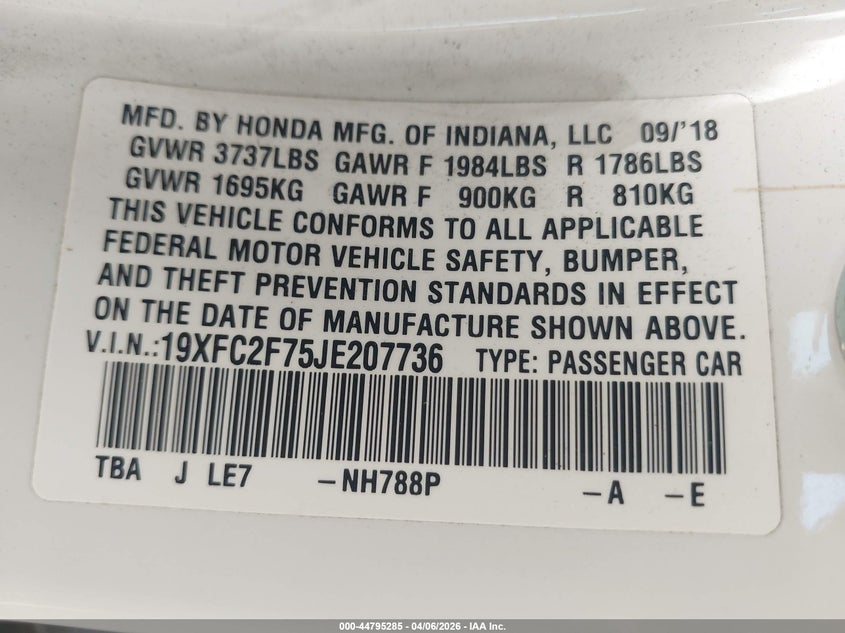 MFD. BY HONDA MFG. OF INDIANA, LLC 09/'18
GVWR 3737LBS GAWR F 1984LBS R 1786LBS
GVWR 1695KG GAWR F 900KG R 810KG
THIS VEHICLE CONFORMS TO ALL APPLICABLE
FEDERAL MOTOR VEHICLE SAFETY, BUMPER,
AND THEFT PREVENTION STANDARDS IN EFFECT
ON THE DATE OF MANUFACTURE SHOWN ABOVE.
V.I.N.:19XFC2F75JE207736 TYPE: PASSENGER CAR
TBA J LE7 –NH788P –A –E
000-44795285 - 04/06/2026 - IAA Inc.